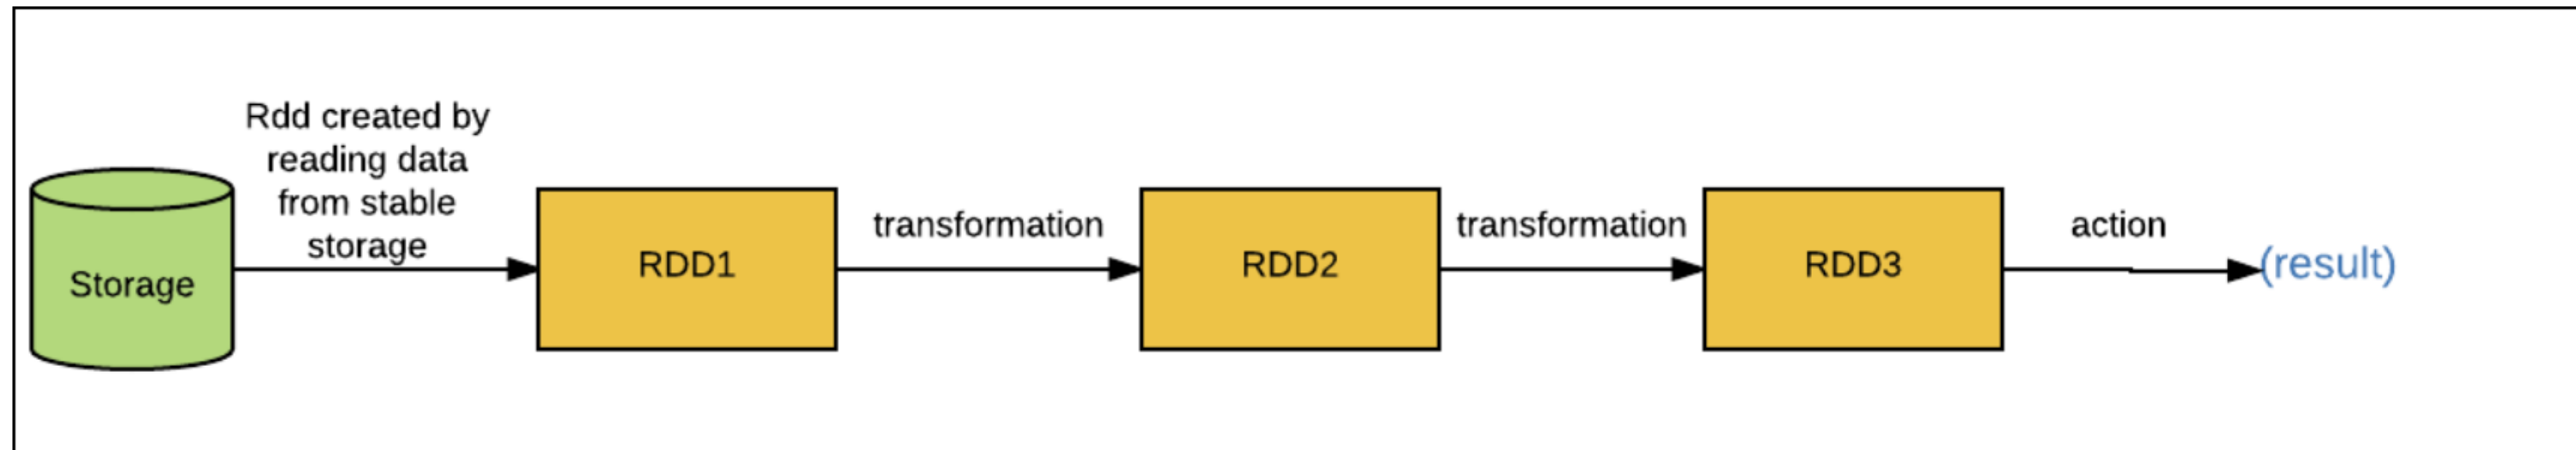 Rdd created by
reading data
from stable
storage
Storage
RDD1
transformation
RDD2
transformation
RDD3
action
(result)